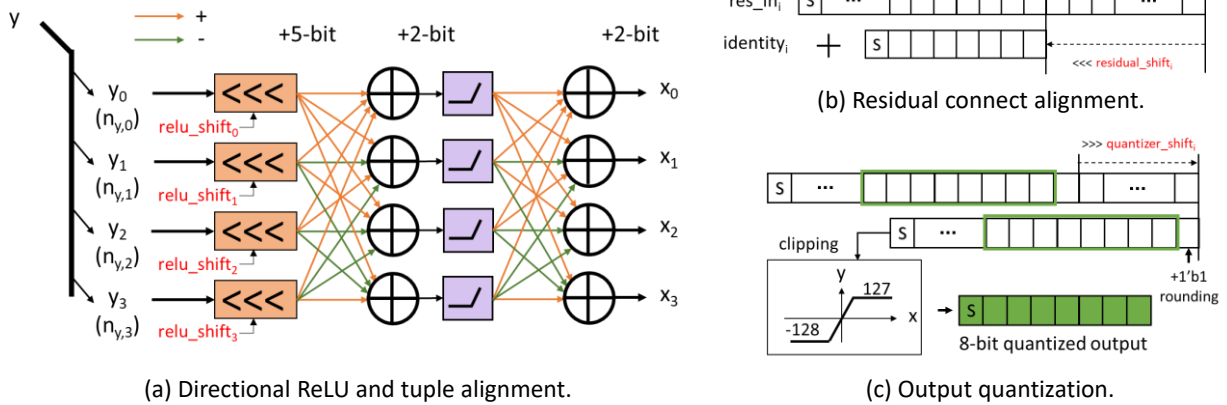 y
+
-
+5-bit
+2-bit
+2-bit
y0
(ny,0)
<<<
relu_shift0
x0
y1
(ny,1)
<<<
relu_shift1
x1
y2
(ny,2)
<<<
relu_shift2
x2
y3
(ny,3)
<<<
relu_shift3
x3
(a) Directional ReLU and tuple alignment.
res_ini
S ... ...
identityi + S
<<< residual_shifti
(b) Residual connect alignment.
>>> quantizer_shifti
S ... ...
S ...
clipping
+1'b1
rounding
y
127
x
-128
S
8-bit quantized output
(c) Output quantization.